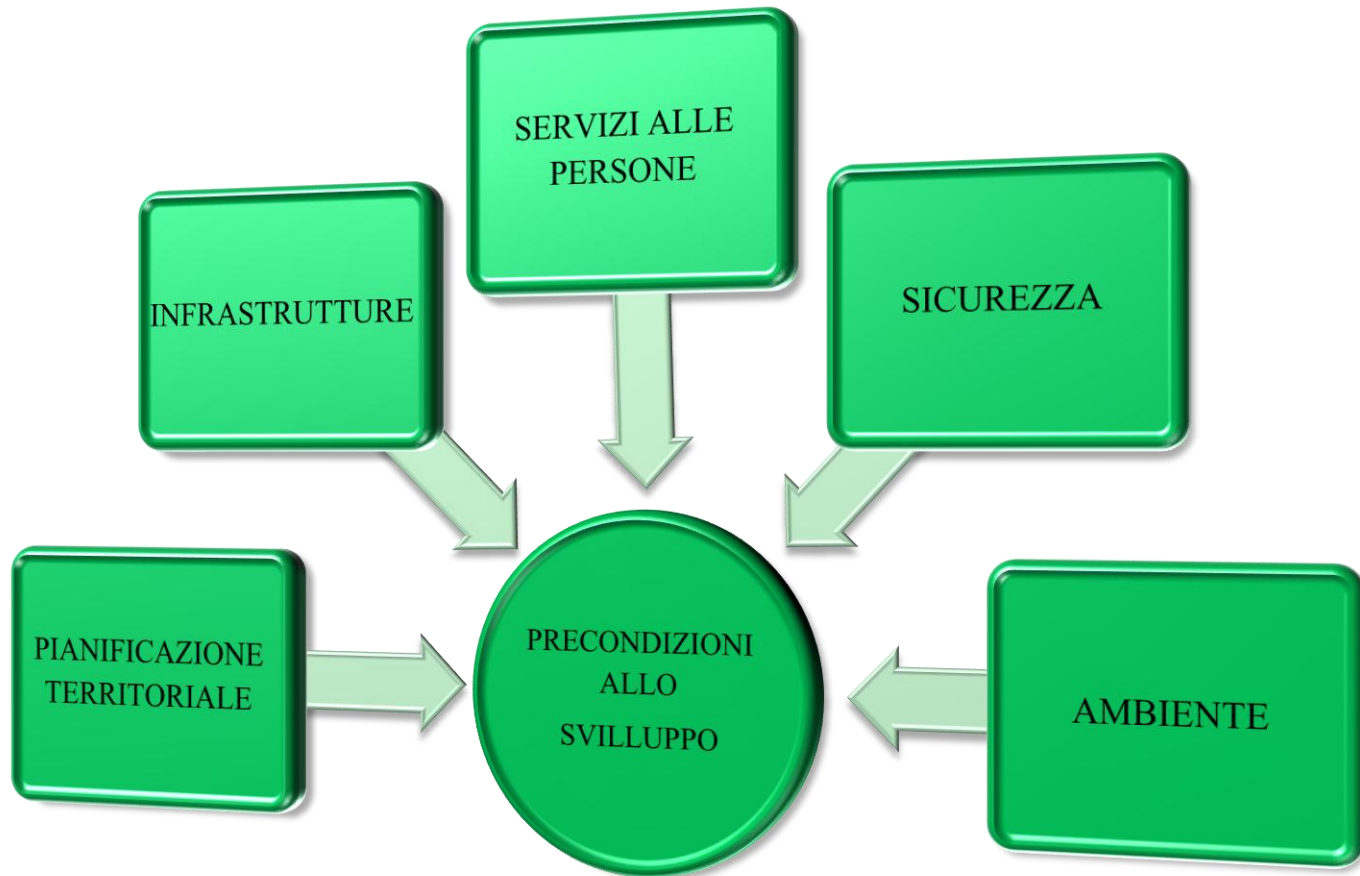 SERVIZI ALLE
PERSONE
INFRASTRUTTURE
SICUREZZA
PIANIFICAZIONE
TERRITORIALE
PRECONDIZIONI
ALLO
SVILLUPPO
AMBIENTE